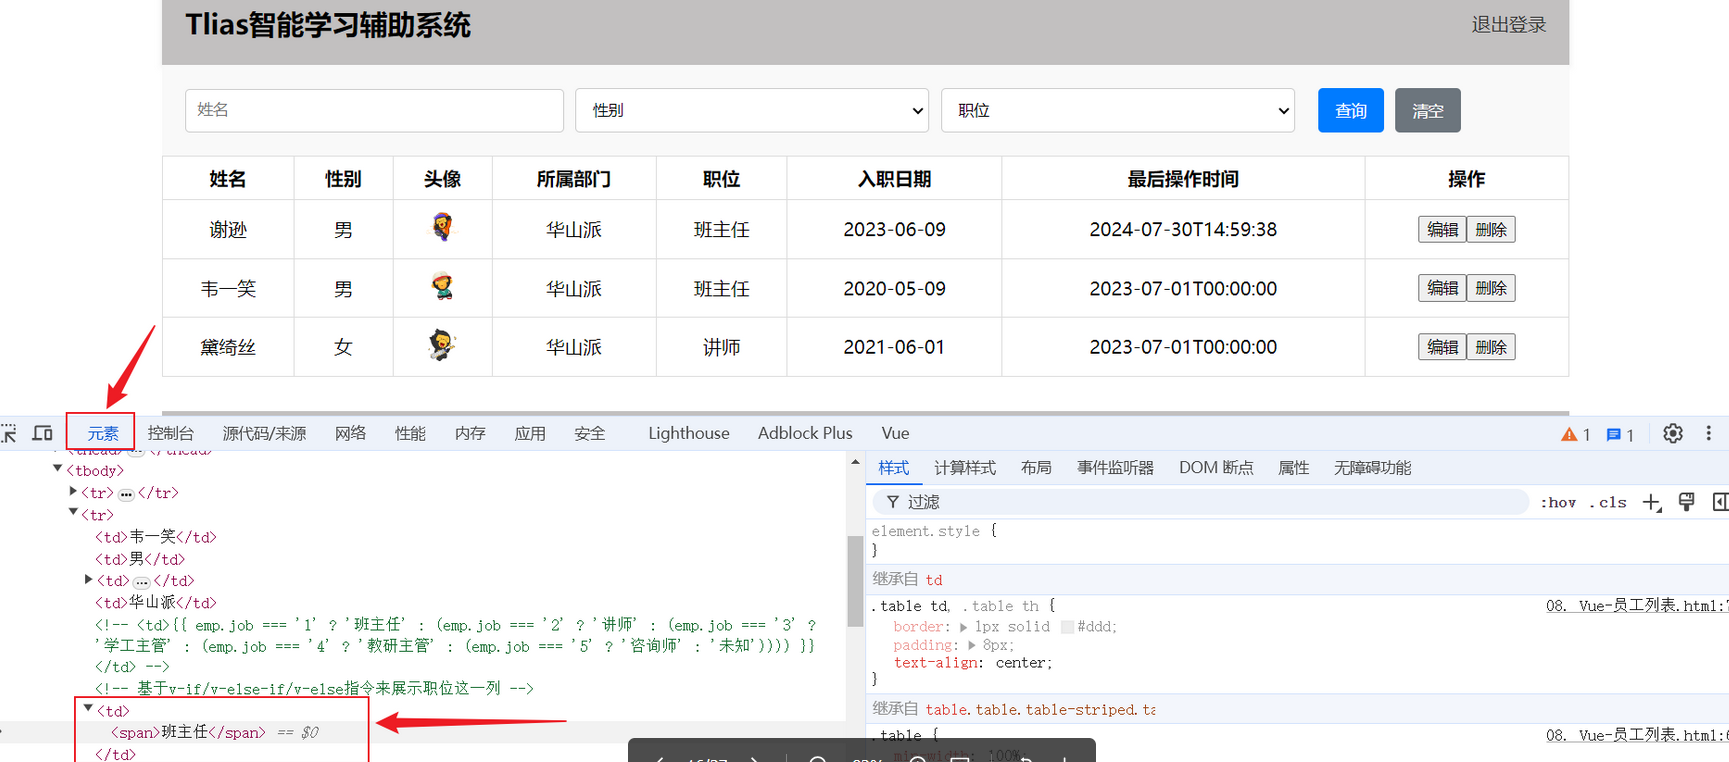 Tlias智能学习辅助系统
退出登录
姓名 性别 职位 查询 清空
姓名 性别 头像 所属部门 职位 入职日期 最后操作时间 操作
谢逊 男 华山派 班主任 2023-06-09 2024-07-30T14:59:38 编辑 删除
韦一笑 男 华山派 班主任 2020-05-09 2023-07-01T00:00:00 编辑 删除
黛绮丝 女 华山派 讲师 2021-06-01 2023-07-01T00:00:00 编辑 删除
元素 控制台 源代码/来源 网络 性能 内存 应用 安全 Lighthouse Adblock Plus Vue 1 1
<thead> … </thead>
<tbody>
<tr> … </tr>
<tr>
<td>韦一笑</td>
<td>男</td>
<td> … </td>
<td>华山派</td>
<!-- <td>{{ emp.job === '1' ? '班主任' : (emp.job === '2' ? '讲师' : (emp.job === '3' ?
'学工主管' : (emp.job === '4' ? '教研主管' : (emp.job === '5' ? '咨询师' : '未知')))) }}
</td> -->
<!-- 基于v-if/v-else-if/v-else指令来展示职位这一列 -->
<td>
<span>班主任</span> == $0
</td>
样式 计算样式 布局 事件监听器 DOM 断点 属性 无障碍功能
过滤 :hov .cls
element.style {
}
继承自 td
.table td, .table th { 08. Vue-员工列表.html:7
border: 1px solid #ddd;
padding: 8px;
text-align: center;
}
继承自 table.table.table-striped.ta
.table { 08. Vue-员工列表.html:6